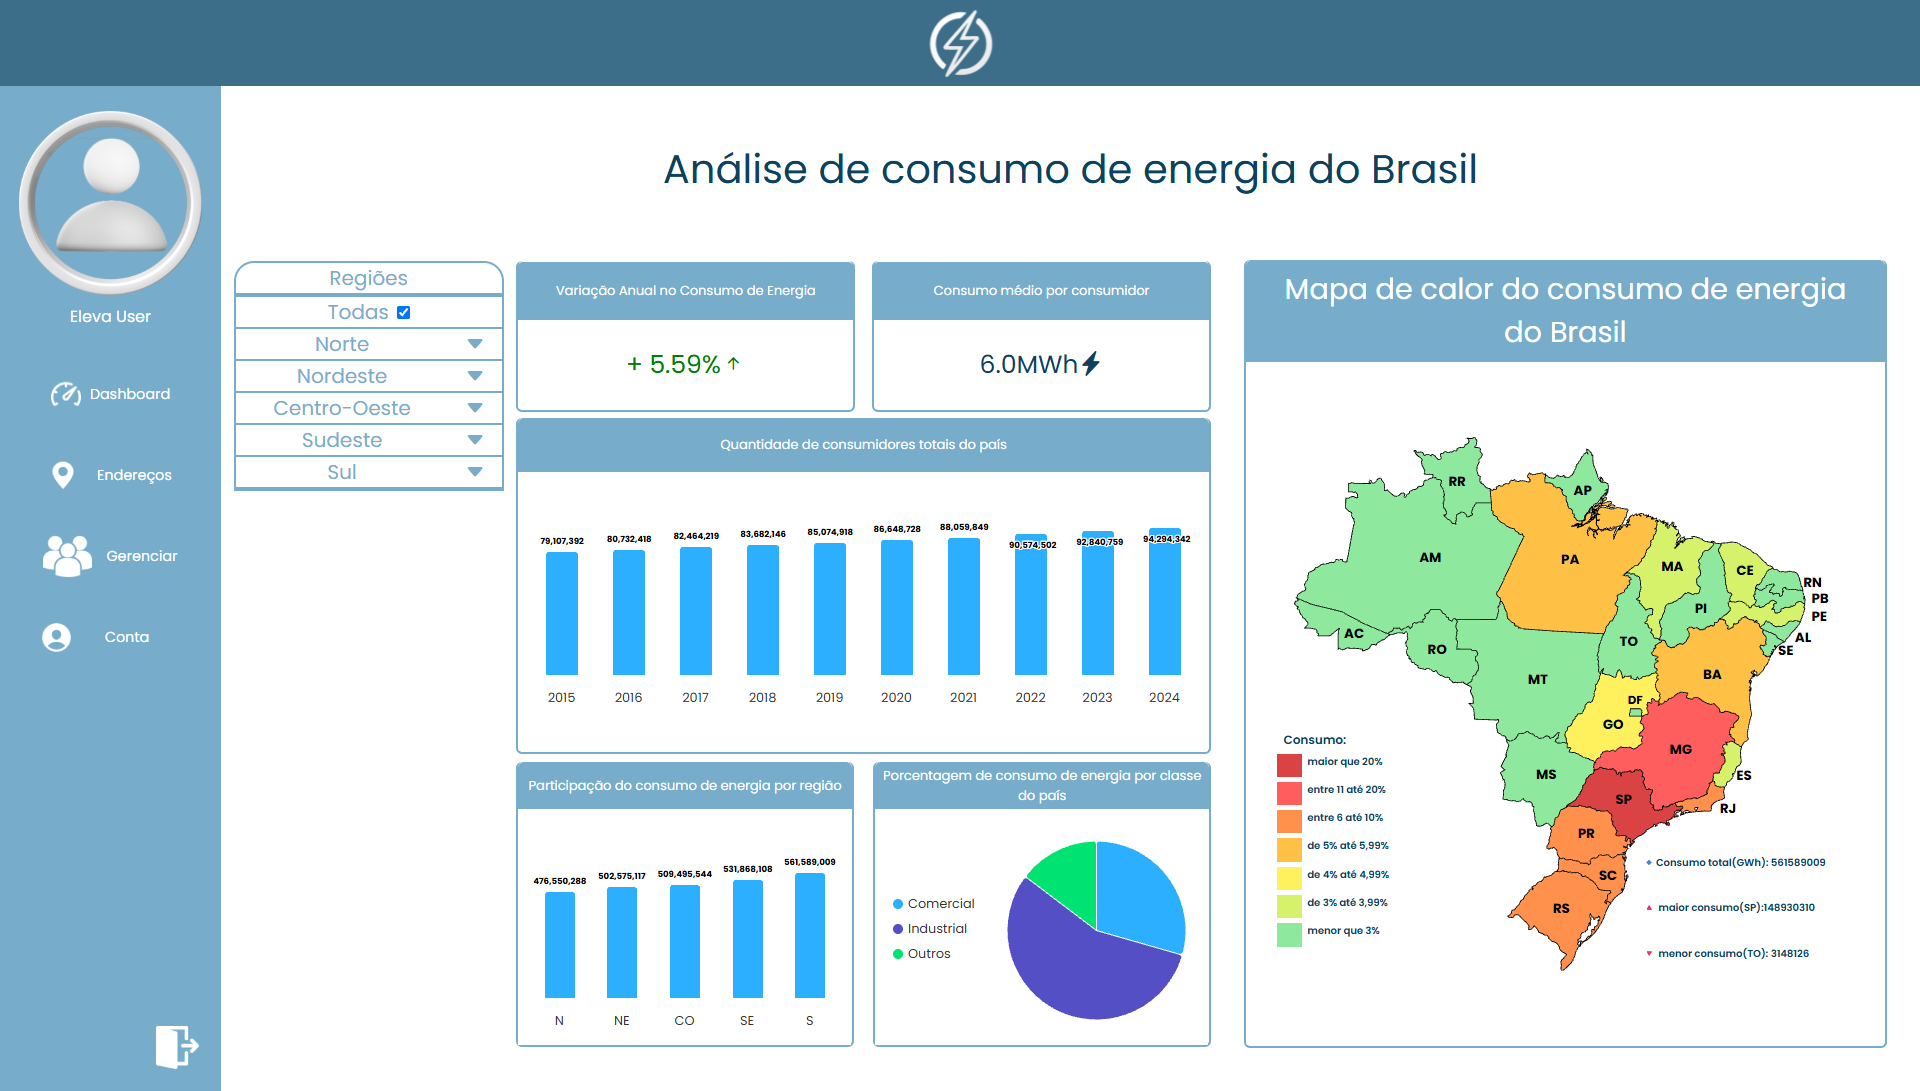 Análise de consumo de energia do Brasil
Eleva User
Dashboard
Endereços
Gerenciar
Conta
Regiões
Todas
Norte
Nordeste
Centro-Oeste
Sudeste
Sul
Variação Anual no Consumo de Energia
+ 5.59% ↑
Consumo médio por consumidor
6.0MWh
Quantidade de consumidores totais do país
79,107,392
80,732,418
82,464,219
83,682,146
85,074,918
86,648,728
88,059,849
90,574,502
92,840,759
94,294,342
2015
2016
2017
2018
2019
2020
2021
2022
2023
2024
Participação do consumo de energia por região
476,550,288
502,575,117
509,495,544
531,868,108
561,589,009
N
NE
CO
SE
S
Porcentagem de consumo de energia por classe
do país
Comercial
Industrial
Outros
Mapa de calor do consumo de energia
do Brasil
RR
AP
AM
PA
MA
CE
RN
PB
PE
PI
AL
SE
AC
RO
TO
BA
MT
DF
GO
MG
MS
ES
SP
RJ
PR
SC
RS
Consumo:
maior que 20%
entre 11 até 20%
entre 6 até 10%
de 5% até 5,99%
de 4% até 4,99%
de 3% até 3,99%
menor que 3%
Consumo total(GWh): 561589009
maior consumo(SP):148930310
menor consumo(TO): 3148126